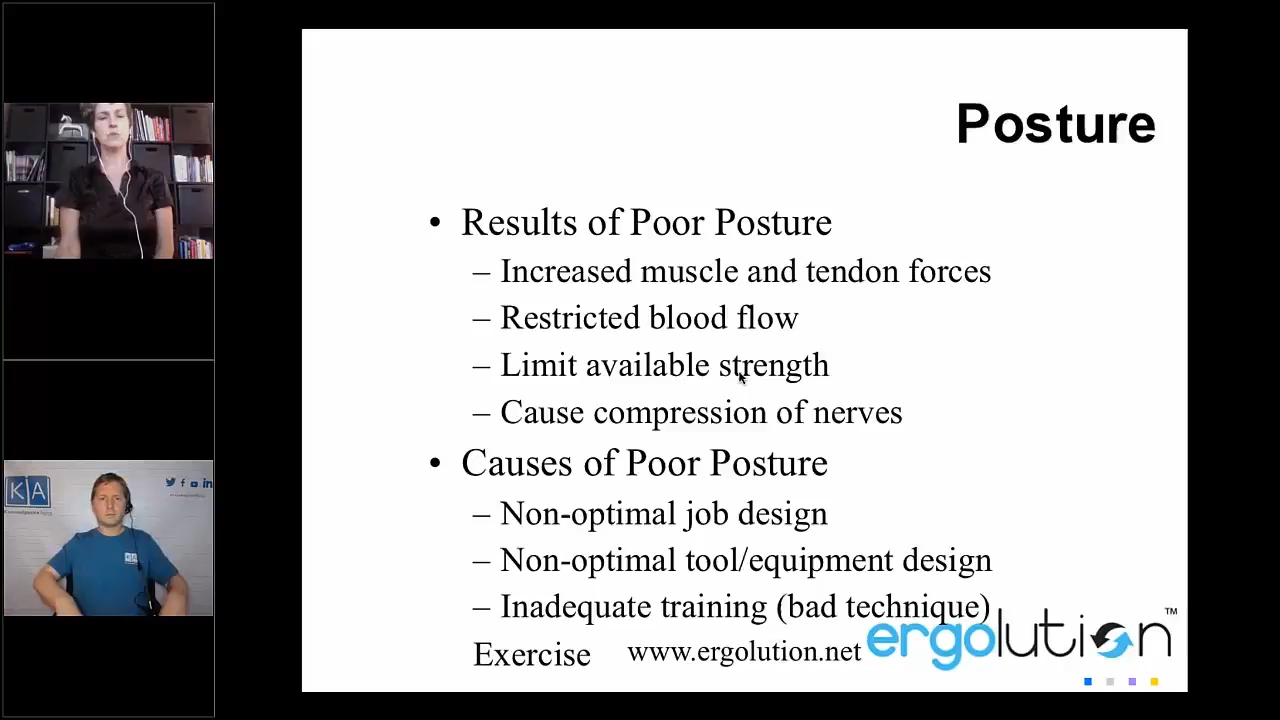 Posture
• Results of Poor Posture
– Increased muscle and tendon forces
– Restricted blood flow
– Limit available strength
– Cause compression of nerves
• Causes of Poor Posture
– Non-optimal job design
– Non-optimal tool/equipment design
– Inadequate training (bad technique)
Exercise
www.ergolution.net
ergolution™
KA